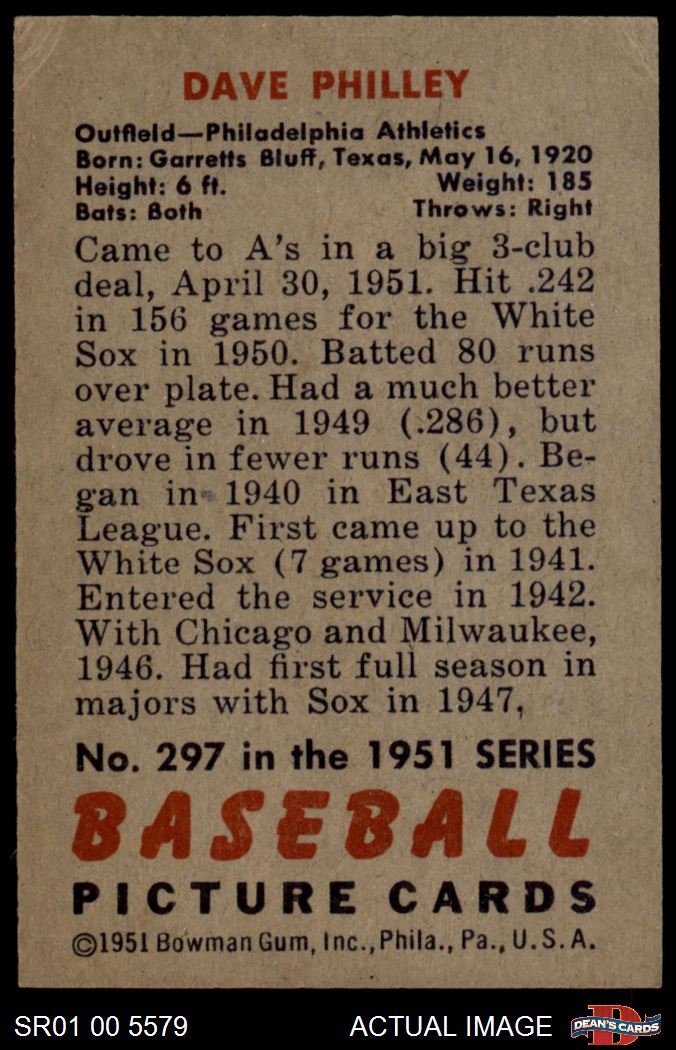 DAVE PHILLEY
Outfield—Philadelphia Athletics
Born: Garretts Bluff, Texas, May 16, 1920
Height: 6 ft. Weight: 185
Bats: Both Throws: Right
Came to A's in a big 3-club
deal, April 30, 1951. Hit .242
in 156 games for the White
Sox in 1950. Batted 80 runs
over plate. Had a much better
average in 1949 (.286), but
drove in fewer runs (44). Be-
gan in 1940 in East Texas
League. First came up to the
White Sox (7 games) in 1941.
Entered the service in 1942.
With Chicago and Milwaukee,
1946. Had first full season in
majors with Sox in 1947,
No. 297 in the 1951 SERIES
BASEBALL
PICTURE CARDS
©1951 Bowman Gum, Inc., Phila., Pa., U.S.A.
SR01 00 5579 ACTUAL IMAGE D DEAN'S CARDS